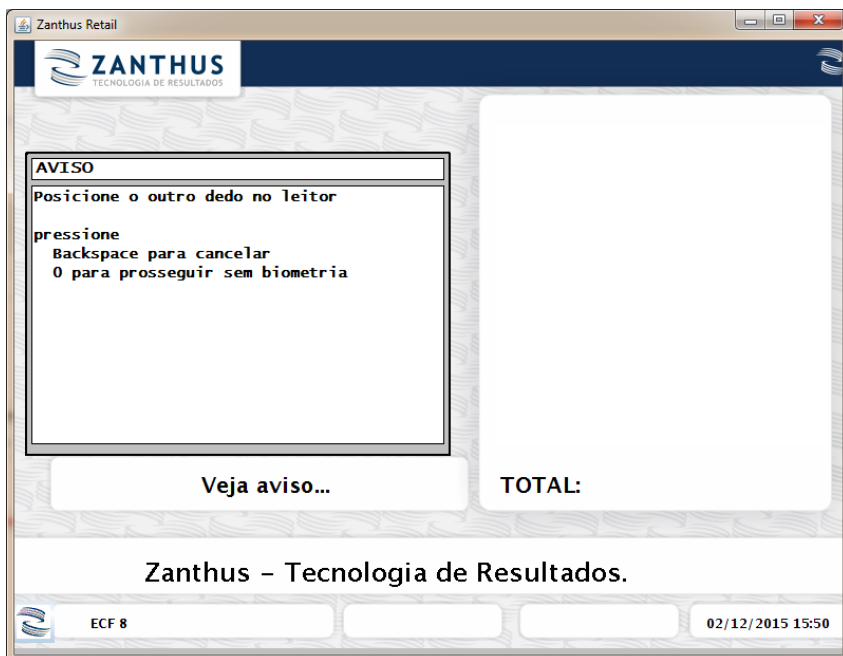 Zanthus Retail
ZANTHUS
TECNOLOGIA DE RESULTADOS
AVISO
Posicione o outro dedo no leitor
pressione
Backspace para cancelar
0 para prosseguir sem biometria
Veja aviso...
TOTAL:
Zanthus – Tecnologia de Resultados.
ECF 8
02/12/2015 15:50